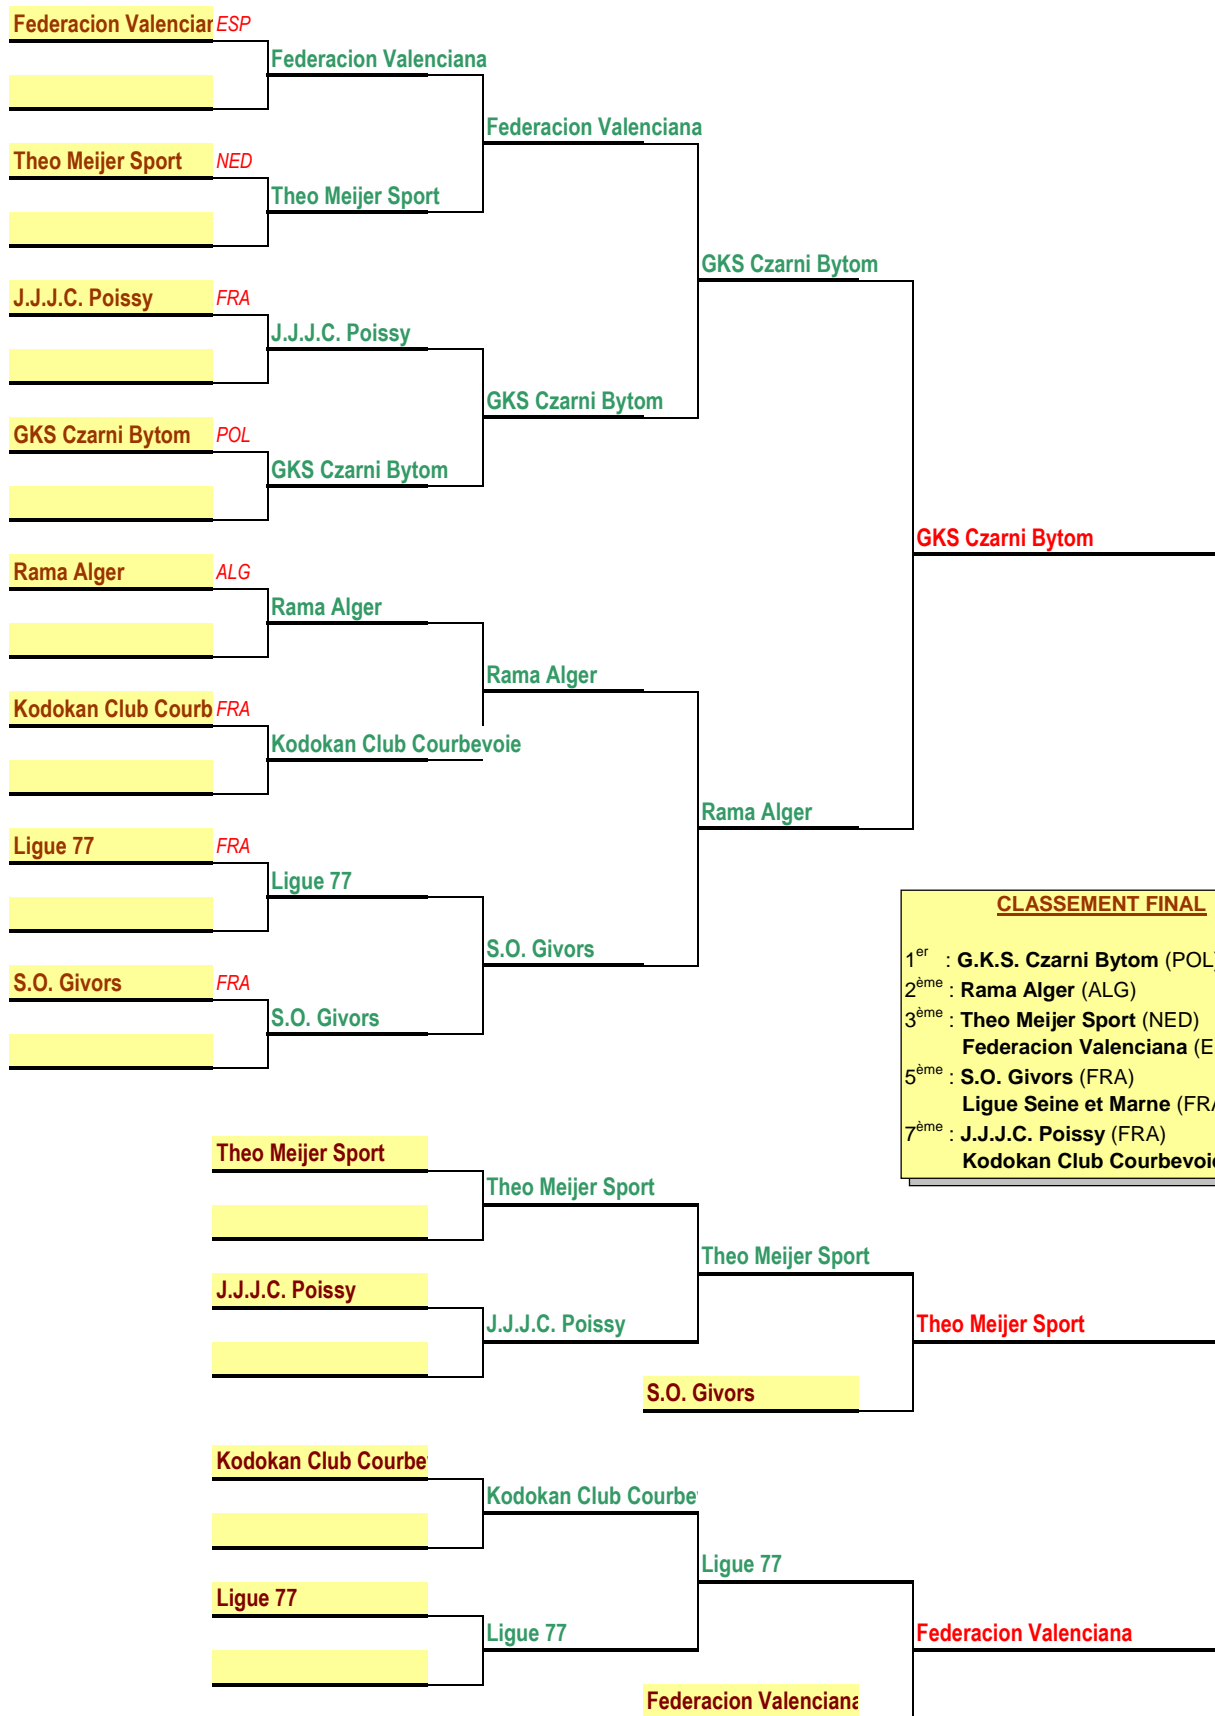 Federacion Valencian ESP
Federacion Valenciana
Federacion Valenciana
Theo Meijer Sport NED
Theo Meijer Sport
GKS Czarni Bytom
J.J.J.C. Poissy FRA
J.J.J.C. Poissy
GKS Czarni Bytom
GKS Czarni Bytom POL
GKS Czarni Bytom
GKS Czarni Bytom
Rama Alger ALG
Rama Alger
Rama Alger
Kodokan Club Courb FRA
Kodokan Club Courbevoie
Rama Alger
Ligue 77 FRA
Ligue 77
S.O. Givors
S.O. Givors FRA
S.O. Givors
CLASSEMENT FINAL
1er : G.K.S. Czarni Bytom (POL)
2ème : Rama Alger (ALG)
3ème : Theo Meijer Sport (NED)
Federacion Valenciana (E
5ème : S.O. Givors (FRA)
Ligue Seine et Marne (FRA
7ème : J.J.J.C. Poissy (FRA)
Kodokan Club Courbevoie
Theo Meijer Sport
Theo Meijer Sport
Theo Meijer Sport
J.J.J.C. Poissy
J.J.J.C. Poissy
Theo Meijer Sport
S.O. Givors
Kodokan Club Courbe
Kodokan Club Courbe
Ligue 77
Ligue 77
Ligue 77
Federacion Valenciana
Federacion Valenciana